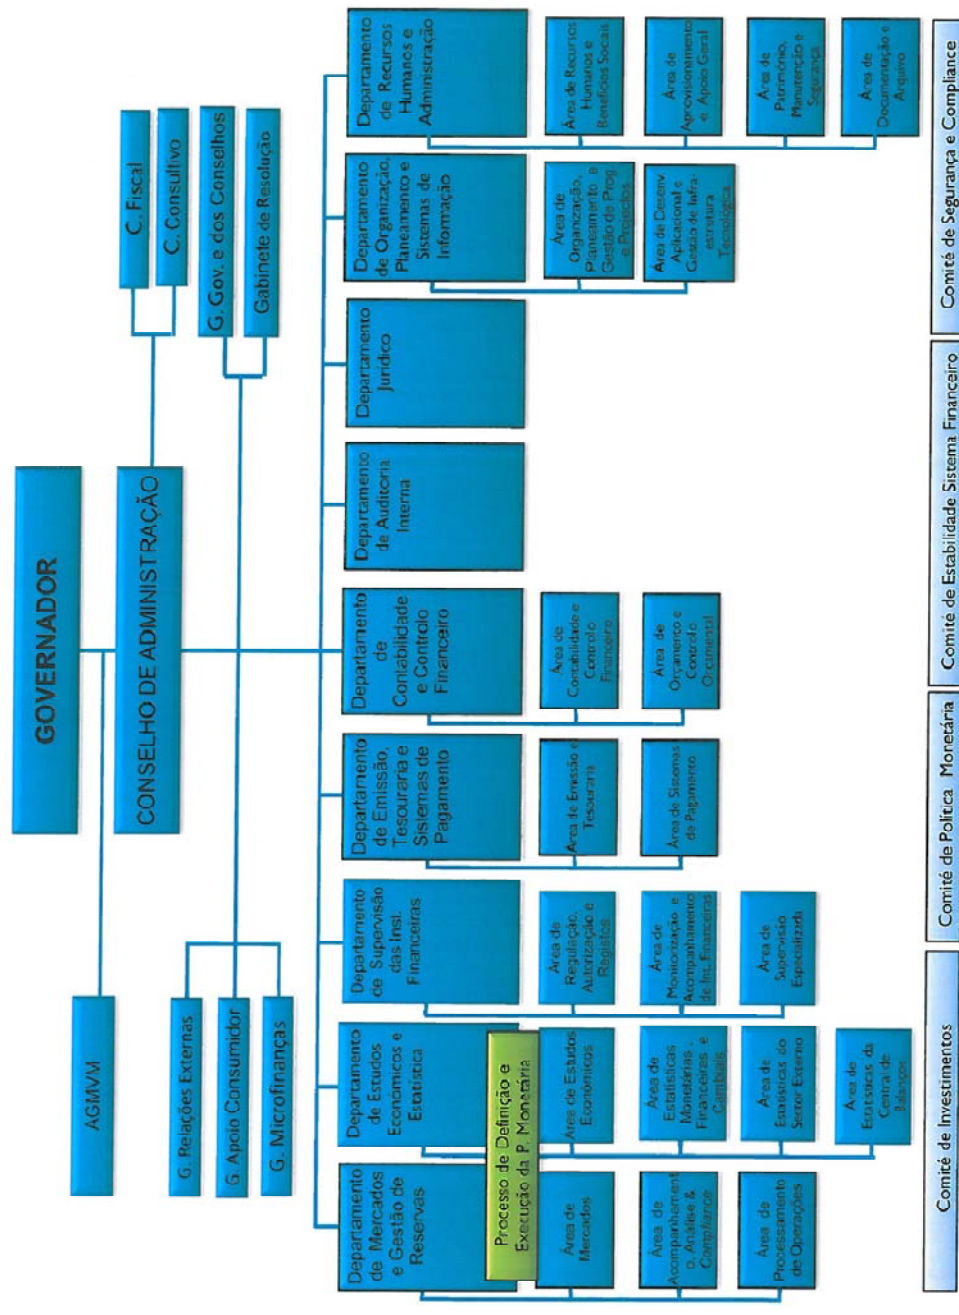 GOVERNADOR
AGMVM
CONSELHO DE ADMINISTRAÇÃO
C. Fiscal
C. Consultivo
G. Relações Externas
G. Apoio Consumidor
G. Microfinanças
G. Gov. e dos Conselhos
Gabinete de Resolução
Departamento
de Mercados
e Gestão de
Reservas
Departamento
de Estudos
Económicos e
Estatística
Departamento
de Supervisão
das Inst.
Financeiras
Departamento
de Emissão,
Tesouraria e
Sistemas de
Pagamento
Departamento
de
Contabilidade
e Controlo
Financeiro
Departamento
de Auditoria
Interna
Departamento
Jurídico
Departamento
de Organização,
Planeamento e
Sistemas de
Informação
Departamento
de Recursos
Humanos e
Administração
Processo de Definição e
Execução da P. Monetária
Área de
Mercados
Acompanhament
o, Análise &
Compliance
Área de
Processamento
de Operações
Área de Estudos
Económicos
Área de
Estatísticas
Monetárias,
Financeiras e
Cambiais
Área de
Estatísticas do
Sector Externo
Área de
Estatísticas da
Central de
Balanços
Área de
Regulação,
Autorização e
Registos
Área de
Monitorização e
Acompanhamento
de Int. Financeiras
Área de
Supervisão
Especializada
Área de Emissão e
Tesouraria
Área de Sistemas
de Pagamento
Área de
Contabilidade e
Controlo
Financeiro
Área de
Orçamento e
Controlo
Orçamental
Área de
Organização,
Planeamento e
Gestão de Prog.
e Projectos
Área de Desenv.
Aplicacional e
Gestão de Infra-
estrutura
Tecnológica
Área de Recursos
Humanos e
Benefícios Sociais
Área de
Aprovisionamento
e Apoio Geral
Área de
Património,
Manutenção e
Segurança
Área de
Documentação e
Arquivo
Comité de Investimentos
Comité de Política Monetária
Comité de Estabilidade Sistema Financeiro
Comité de Segurança e Compliance